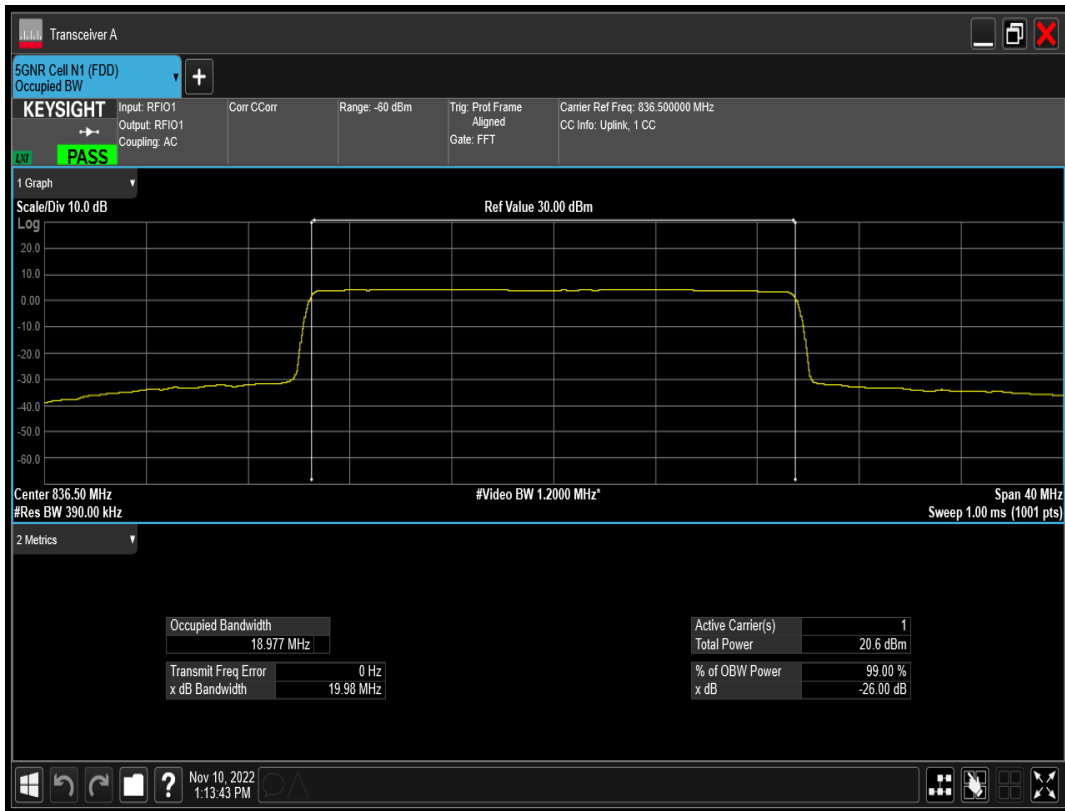 Transceiver A
5GNR Cell N1 (FDD)
Occupied BW
KEYSIGHT
LXI
PASS
Input: RFIO1
Output: RFIO1
Coupling: AC
Corr CCorr
Range: -60 dBm
Trig: Prot Frame
Aligned
Gate: FFT
Carrier Ref Freq: 836.500000 MHz
CC Info: Uplink, 1 CC
1 Graph
Scale/Div 10.0 dB
Ref Value 30.00 dBm
Log
20.0
10.0
0.00
-10.0
-20.0
-30.0
-40.0
-50.0
-60.0
Center 836.50 MHz
#Video BW 1.2000 MHz*
Span 40 MHz
#Res BW 390.00 kHz
Sweep 1.00 ms (1001 pts)
2 Metrics
Occupied Bandwidth
18.977 MHz
Transmit Freq Error 0 Hz
x dB Bandwidth 19.98 MHz
Active Carrier(s) 1
Total Power 20.6 dBm
% of OBW Power 99.00 %
x dB -26.00 dB
?
Nov 10, 2022
1:13:43 PM